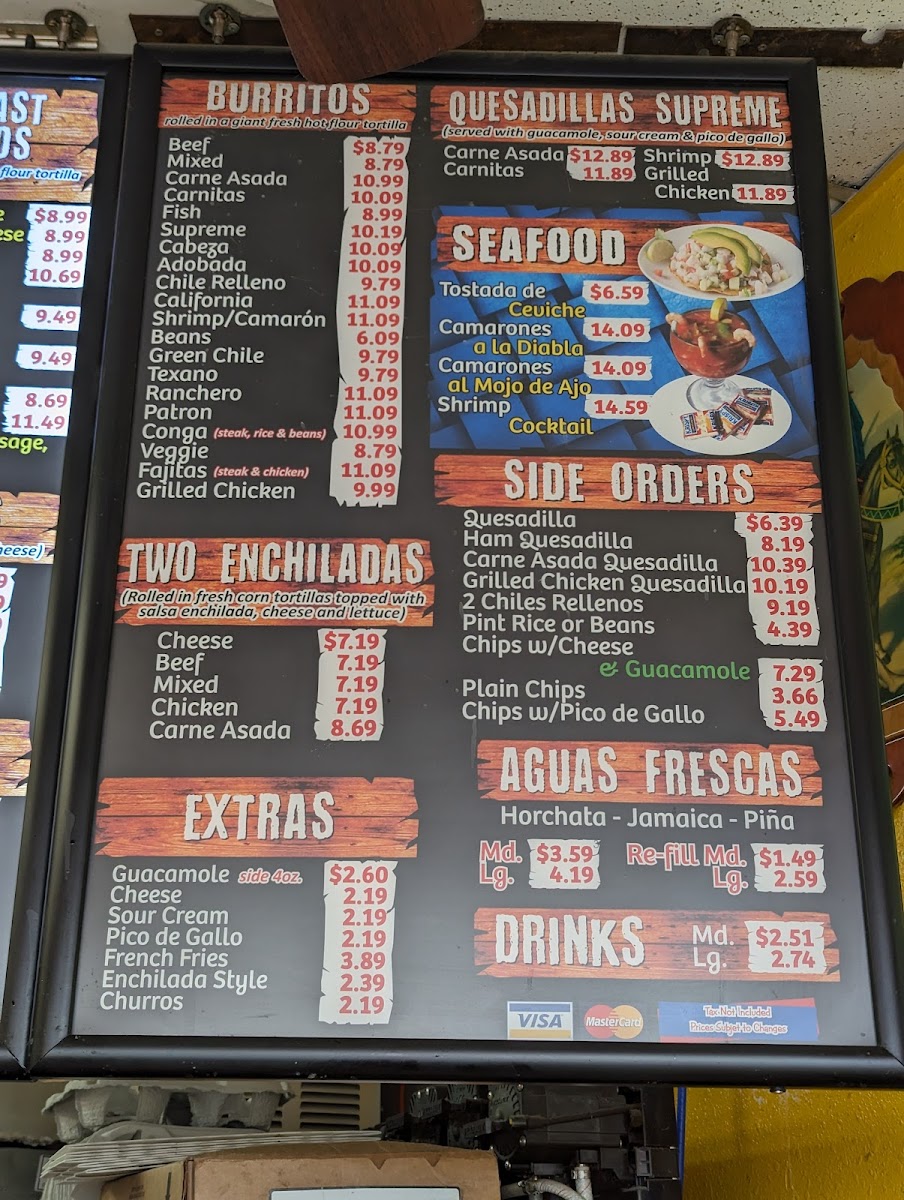 AST
OS
flour tortilla
e $8.99
ese 8.99
8.99
10.69
9.49
9.49
8.69
11.49
sage,
heese)
BURRITOS
rolled in a giant fresh hot flour tortilla
Beef $8.79
Mixed 8.79
Carne Asada 10.99
Carnitas 10.09
Fish 8.99
Supreme 10.19
Cabeza 10.09
Adobada 10.09
Chile Relleno 9.79
California 11.09
Shrimp/Camarón 11.09
Beans 6.09
Green Chile 9.79
Texano 9.79
Ranchero 11.09
Patron 11.09
Conga (steak, rice & beans) 10.99
Veggie 8.79
Fajitas (steak & chicken) 11.09
Grilled Chicken 9.99
TWO ENCHILADAS
(Rolled in fresh corn tortillas topped with
salsa enchilada, cheese and lettuce)
Cheese $7.19
Beef 7.19
Mixed 7.19
Chicken 7.19
Carne Asada 8.69
EXTRAS
Guacamole side 4oz. $2.60
Cheese 2.19
Sour Cream 2.19
Pico de Gallo 2.19
French Fries 3.89
Enchilada Style 2.39
Churros 2.19
QUESADILLAS SUPREME
(served with guacamole, sour cream & pico de gallo)
Carne Asada $12.89 Shrimp $12.89
Carnitas 11.89 Grilled
Chicken 11.89
SEAFOOD
Tostada de $6.59
Ceviche
Camarones 14.09
a la Diabla
Camarones 14.09
al Mojo de Ajo
Shrimp 14.59
Cocktail
SIDE ORDERS
Quesadilla $6.39
Ham Quesadilla 8.19
Carne Asada Quesadilla 10.39
Grilled Chicken Quesadilla 10.19
2 Chiles Rellenos 9.19
Pint Rice or Beans 4.39
Chips w/Cheese
& Guacamole 7.29
Plain Chips 3.66
Chips w/Pico de Gallo 5.49
AGUAS FRESCAS
Horchata - Jamaica - Piña
Md. $3.59 Re-fill Md. $1.49
Lg. 4.19 Lg. 2.59
DRINKS Md. $2.51
Lg. 2.74
VISA MasterCard Tax Not Included
Prices Subjet to Changes